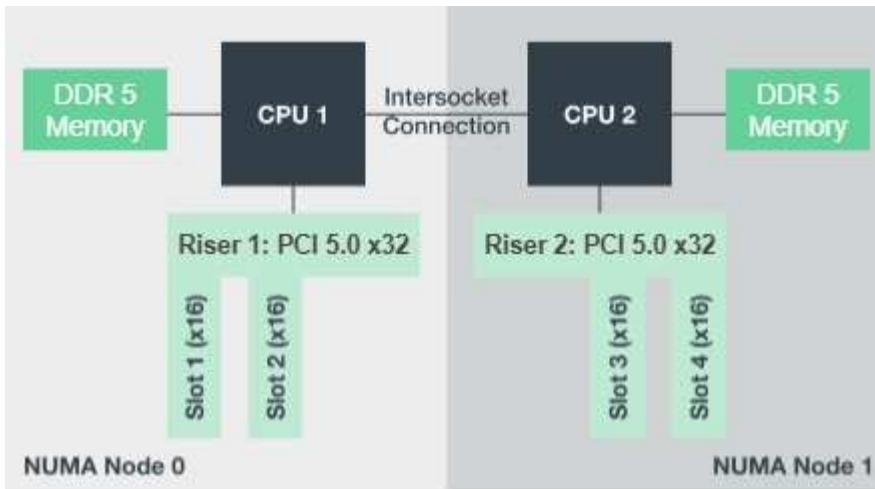 DDR 5
Memory
CPU 1
Intersocket
Connection
CPU 2
DDR 5
Memory
Riser 1: PCI 5.0 x32
Riser 2: PCI 5.0 x32
Slot 1 (x16)
Slot 2 (x16)
Slot 3 (x16)
Slot 4 (x16)
NUMA Node 0
NUMA Node 1